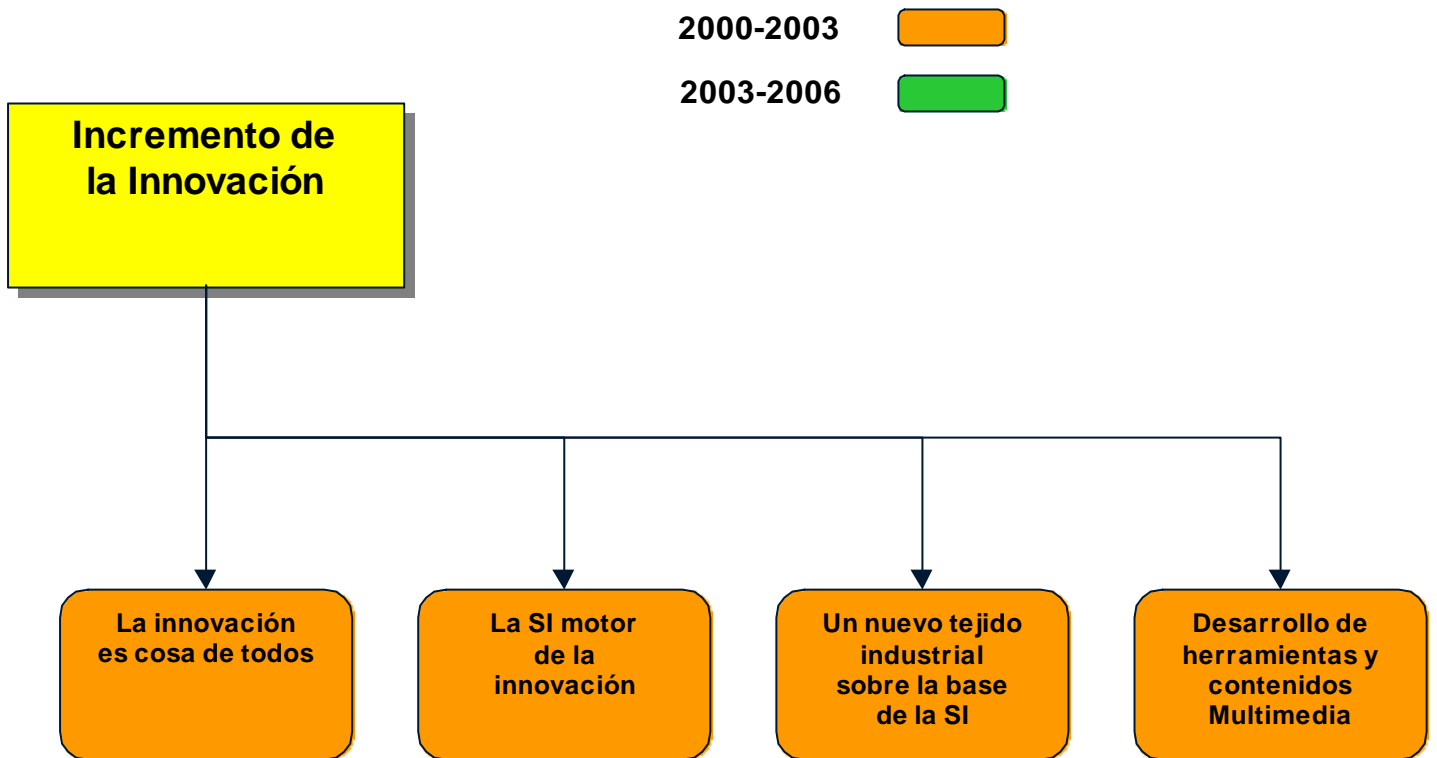 2000-2003
2003-2006
Incremento de
la Innovación
La innovación
es cosa de todos
La SI motor
de la
innovación
Un nuevo tejido
industrial
sobre la base
de la SI
Desarrollo de
herramientas y
contenidos
Multimedia